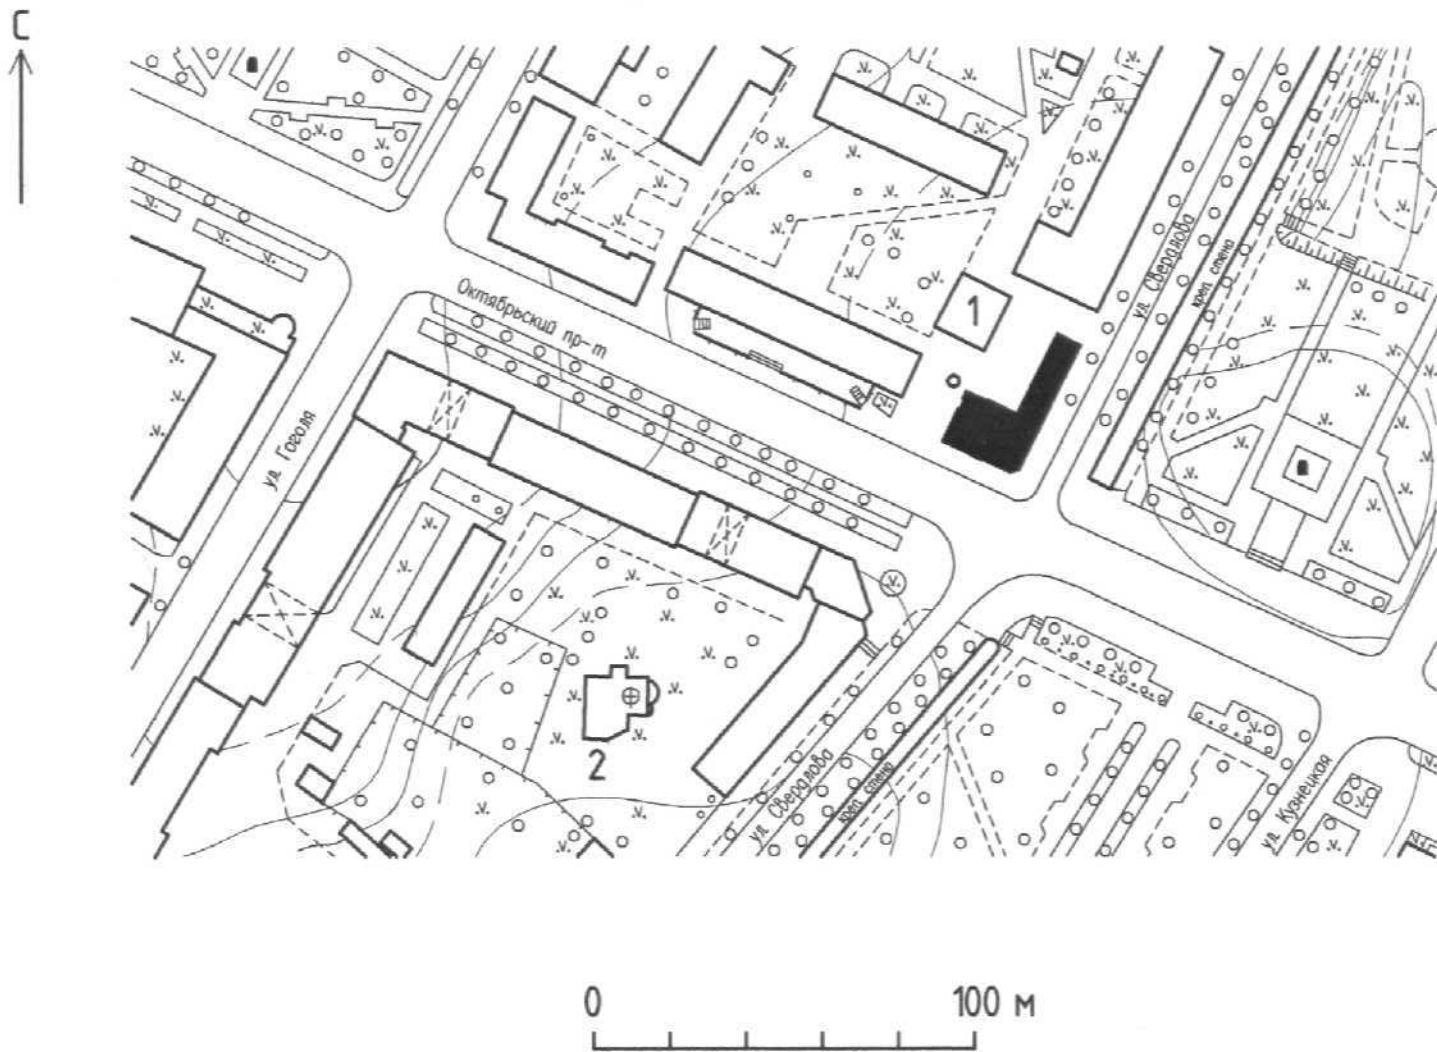 С
Октябрьский пр-т
1
ул. Свердлова
креп. стена
ул. Гоголя
2
ул. Свердлова
креп. стена
ул. Кузнецкая
0 100 м